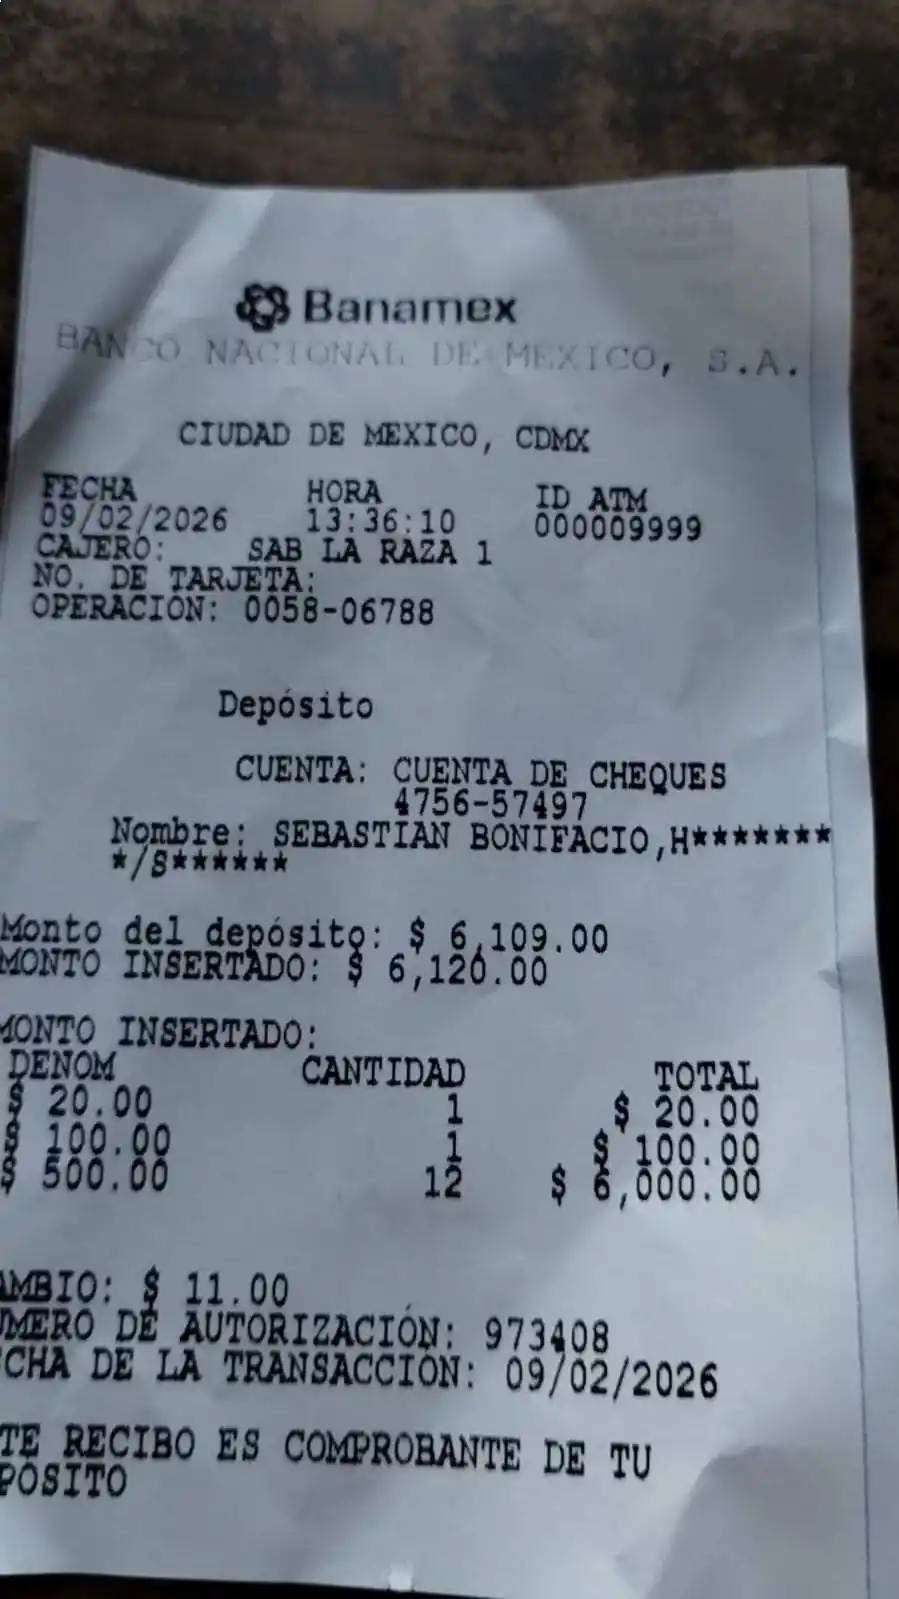 Banamex
BANCO NACIONAL DE MEXICO, S.A.
CIUDAD DE MEXICO, CDMX
FECHA HORA ID ATM
09/02/2026 13:36:10 000009999
CAJERO: SAB LA RAZA 1
NO. DE TARJETA:
OPERACION: 0058-06788
Depósito
CUENTA: CUENTA DE CHEQUES
4756-57497
Nombre: SEBASTIAN BONIFACIO,H*******
*/S******
Monto del depósito: $ 6,109.00
MONTO INSERTADO: $ 6,120.00
MONTO INSERTADO:
DENOM CANTIDAD TOTAL
$ 20.00 1 $ 20.00
$ 100.00 1 $ 100.00
$ 500.00 12 $ 6,000.00
AMBIO: $ 11.00
UMERO DE AUTORIZACIÓN: 973408
CHA DE LA TRANSACCIÓN: 09/02/2026
TE RECIBO ES COMPROBANTE DE TU
PÓSITO